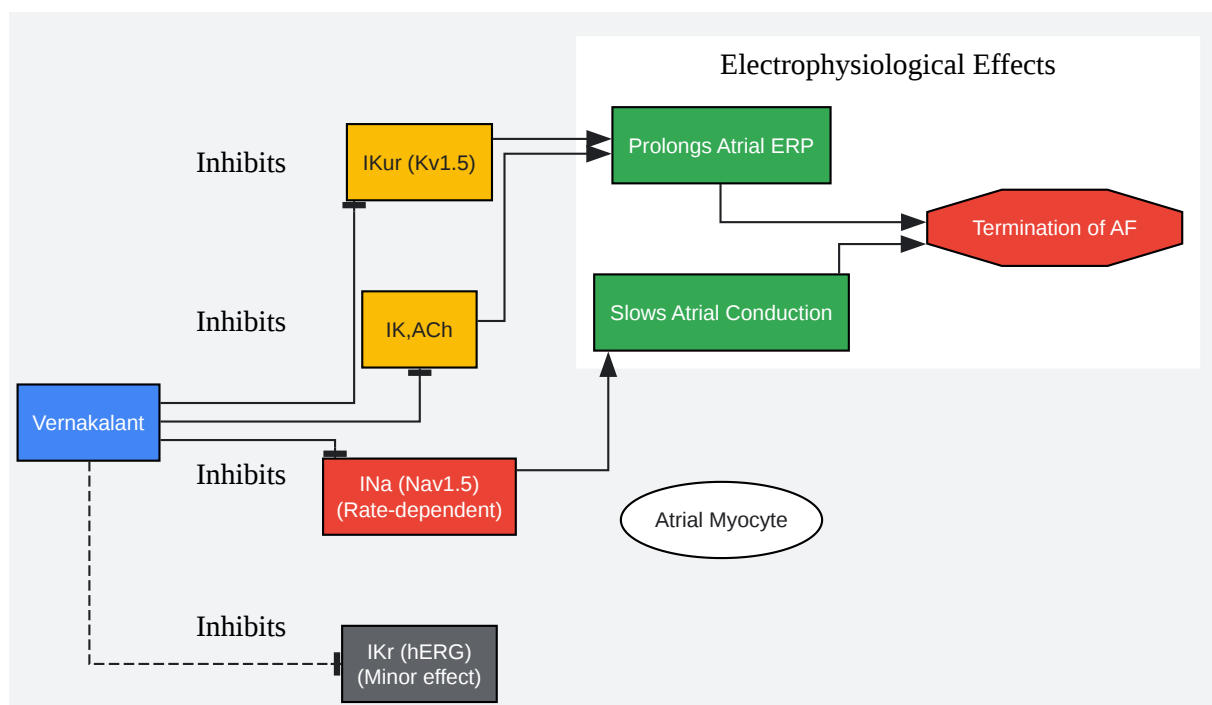 Electrophysiological Effects
Inhibits
IKur (Kv1.5)
Prolongs Atrial ERP
Termination of AF
Inhibits
IK,ACh
Slows Atrial Conduction
Vernakalant
Inhibits
INa (Nav1.5)
(Rate-dependent)
Atrial Myocyte
Inhibits
IKr (hERG)
(Minor effect)